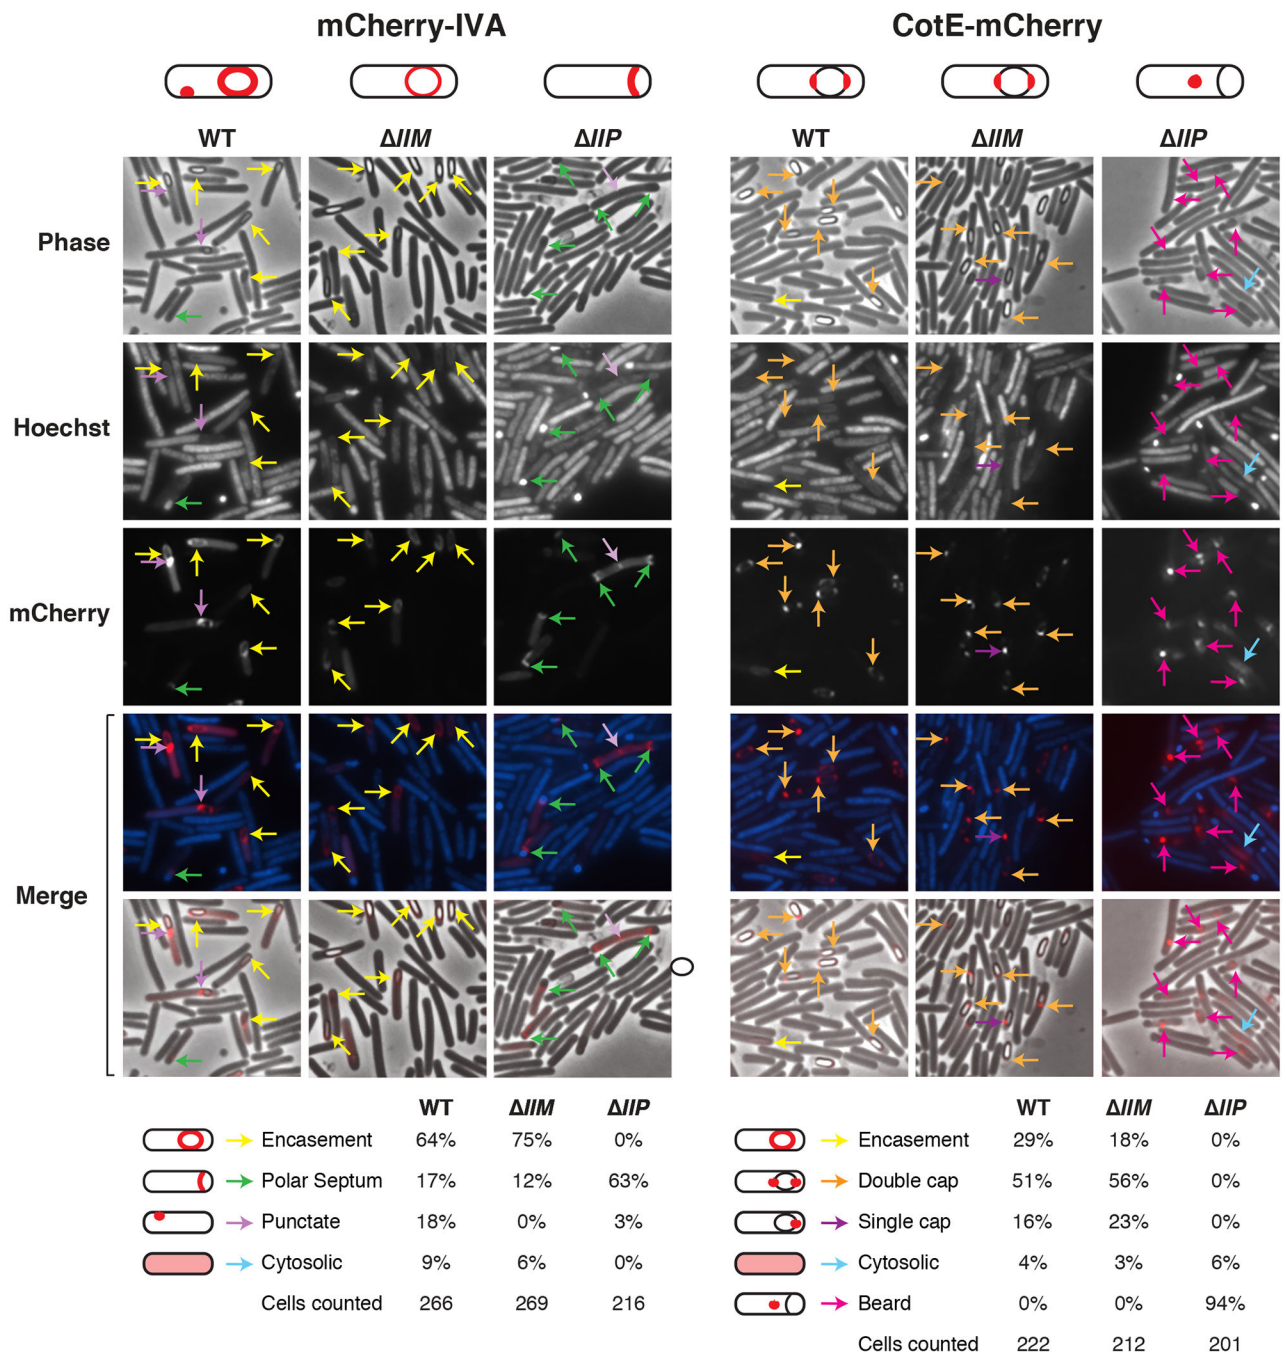 mCherry-IVA CotE-mCherry
WT ΔIIM ΔIIP WT ΔIIM ΔIIP
Phase
Hoechst
mCherry
Merge
WT ΔIIM ΔIIP
Encasement 64% 75% 0%
Polar Septum 17% 12% 63%
Punctate 18% 0% 3%
Cytosolic 9% 6% 0%
Cells counted 266 269 216
WT ΔIIM ΔIIP
Encasement 29% 18% 0%
Double cap 51% 56% 0%
Single cap 16% 23% 0%
Cytosolic 4% 3% 6%
Beard 0% 0% 94%
Cells counted 222 212 201